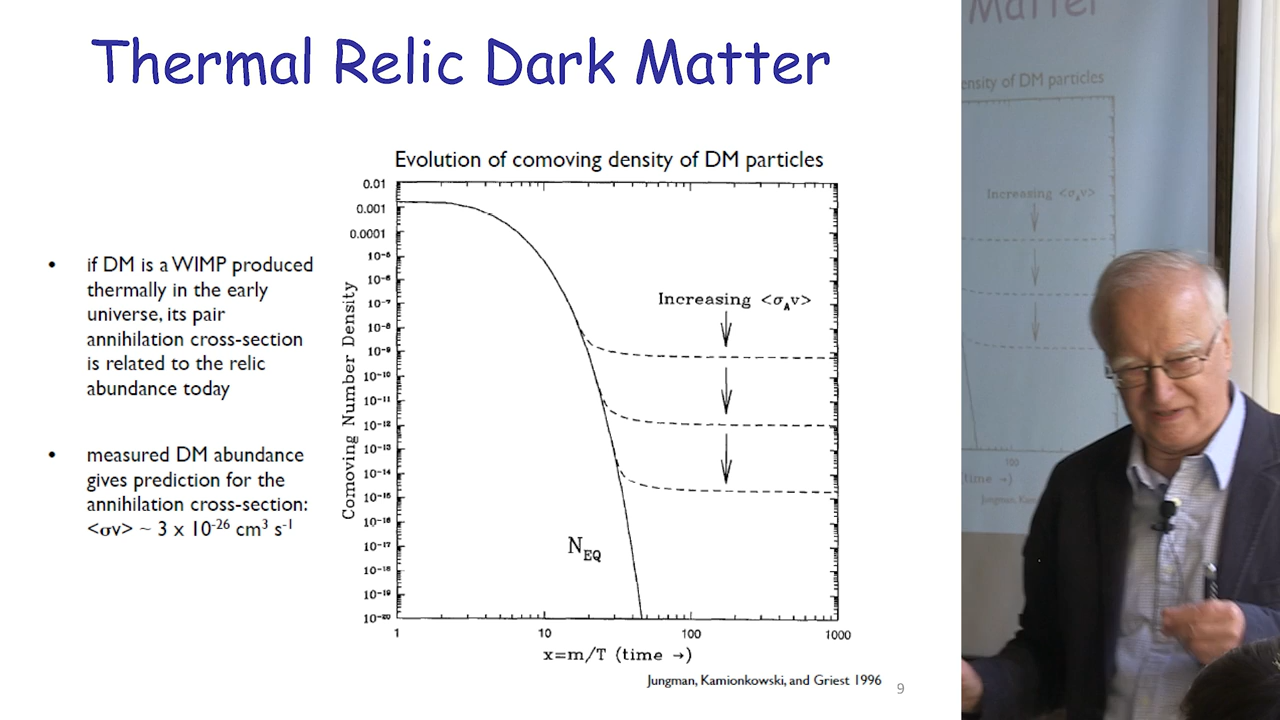 Thermal Relic Dark Matter
Evolution of comoving density of DM particles
• if DM is a WIMP produced
thermally in the early
universe, its pair
annihilation cross-section
is related to the relic
abundance today
• measured DM abundance
gives prediction for the
annihilation cross-section:
<σv> ~ 3 x 10⁻²⁶ cm³ s⁻¹
Comoving Number Density
0.01
0.001
0.0001
10⁻⁵
10⁻⁶
10⁻⁷
10⁻⁸
10⁻⁹
10⁻¹⁰
10⁻¹¹
10⁻¹²
10⁻¹³
10⁻¹⁴
10⁻¹⁵
10⁻¹⁶
10⁻¹⁷
10⁻¹⁸
10⁻¹⁹
10⁻²⁰
Increasing <σ_A v>
N_EQ
1 10 100 1000
x=m/T (time →)
Jungman, Kamionkowski, and Griest 1996
9
Matter
density of DM particles
Increasing <σ_A v>
100
time →)
Jungman,